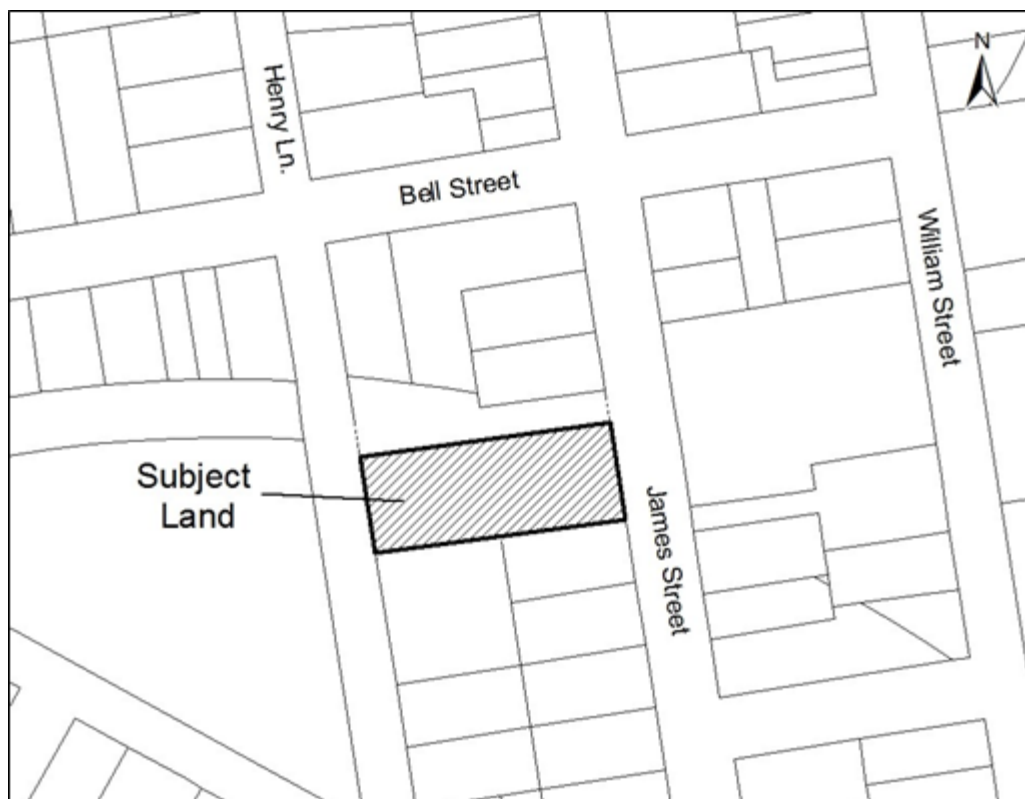 N
Henry Ln.
Bell Street
William Street
Subject
Land
James Street